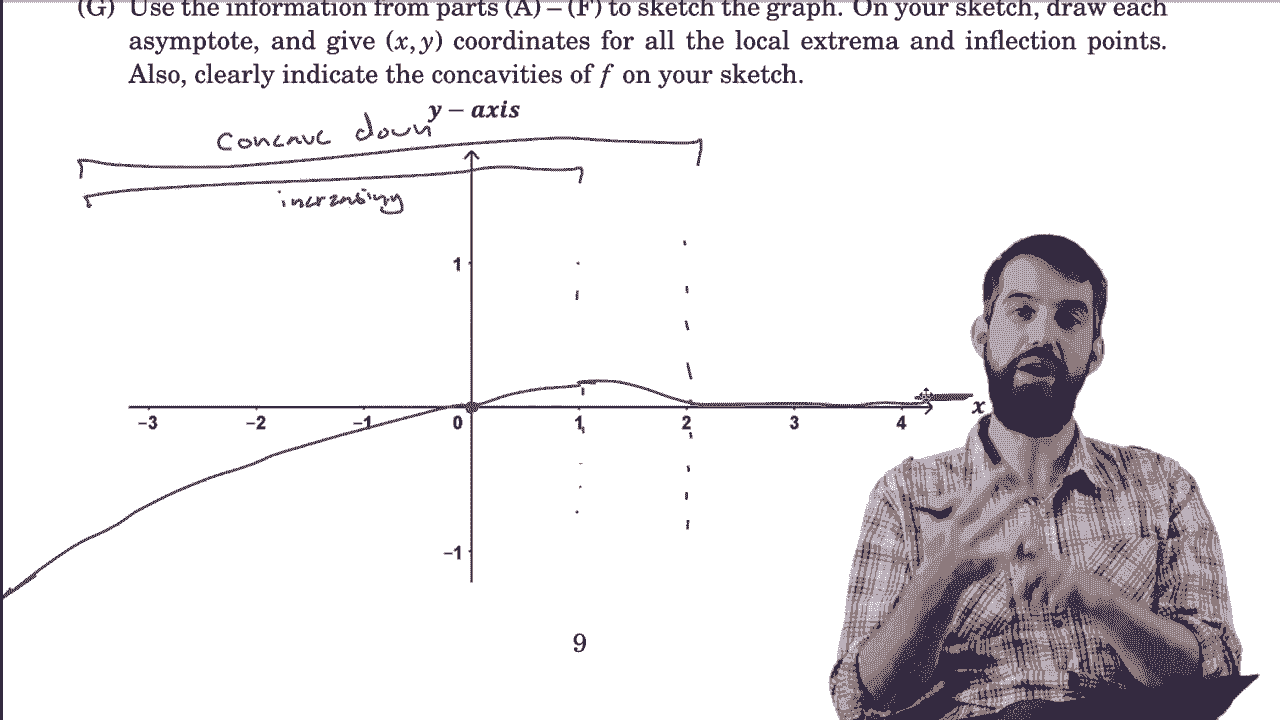 (G) Use the information from parts (A) – (F) to sketch the graph. On your sketch, draw each
asymptote, and give (x, y) coordinates for all the local extrema and inflection points.
Also, clearly indicate the concavities of f on your sketch.
y – axis
concave down
increasing
1
−3 −2 −1 0 1 2 3 4 x
−1
9